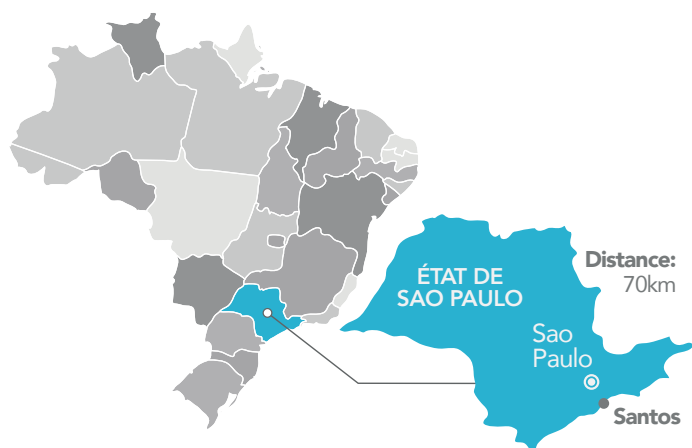 ÉTAT DE
SAO PAULO
Distance:
70km
Sao
Paulo
Santos